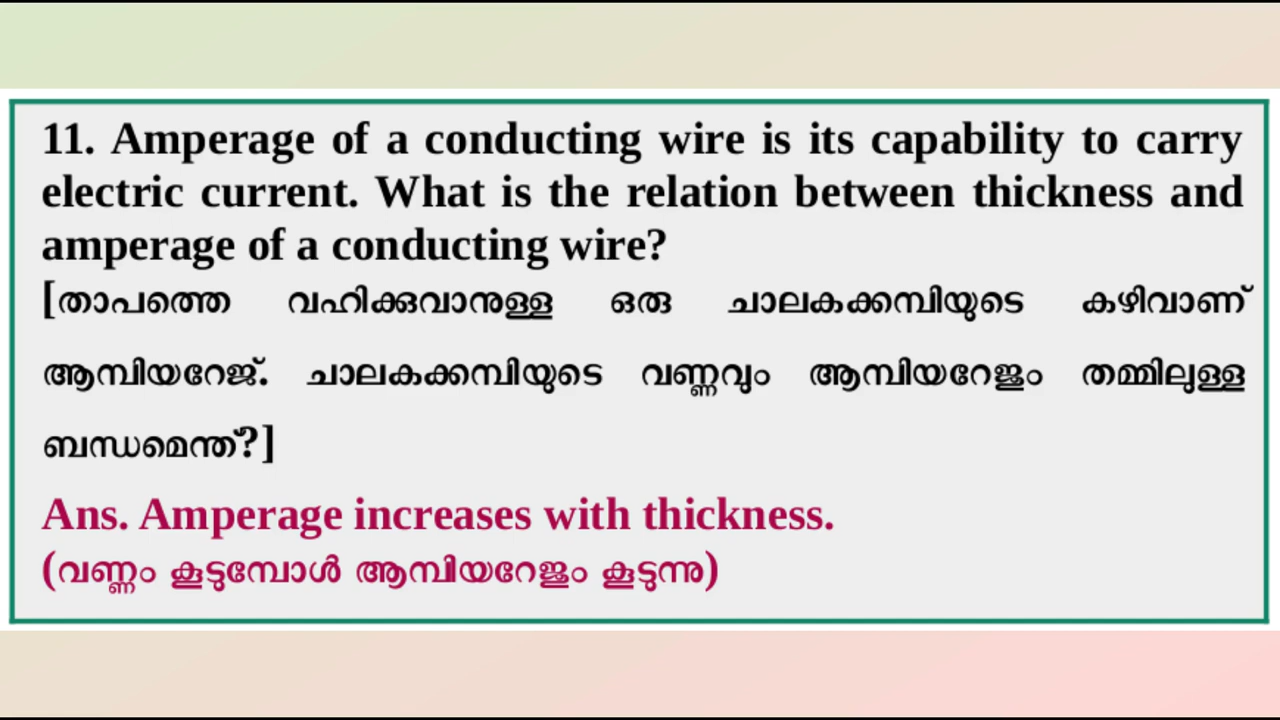 11. Amperage of a conducting wire is its capability to carry
electric current. What is the relation between thickness and
amperage of a conducting wire?
[താപത്തെ വഹിക്കുവാനുള്ള ഒരു ചാലകക്കമ്പിയുടെ കഴിവാണ്
ആമ്പിയറേജ്. ചാലകക്കമ്പിയുടെ വണ്ണവും ആമ്പിയറേജും തമ്മിലുള്ള
ബന്ധമെന്ത്?]
Ans. Amperage increases with thickness.
(വണ്ണം കൂടുമ്പോൾ ആമ്പിയറേജും കൂടുന്നു)